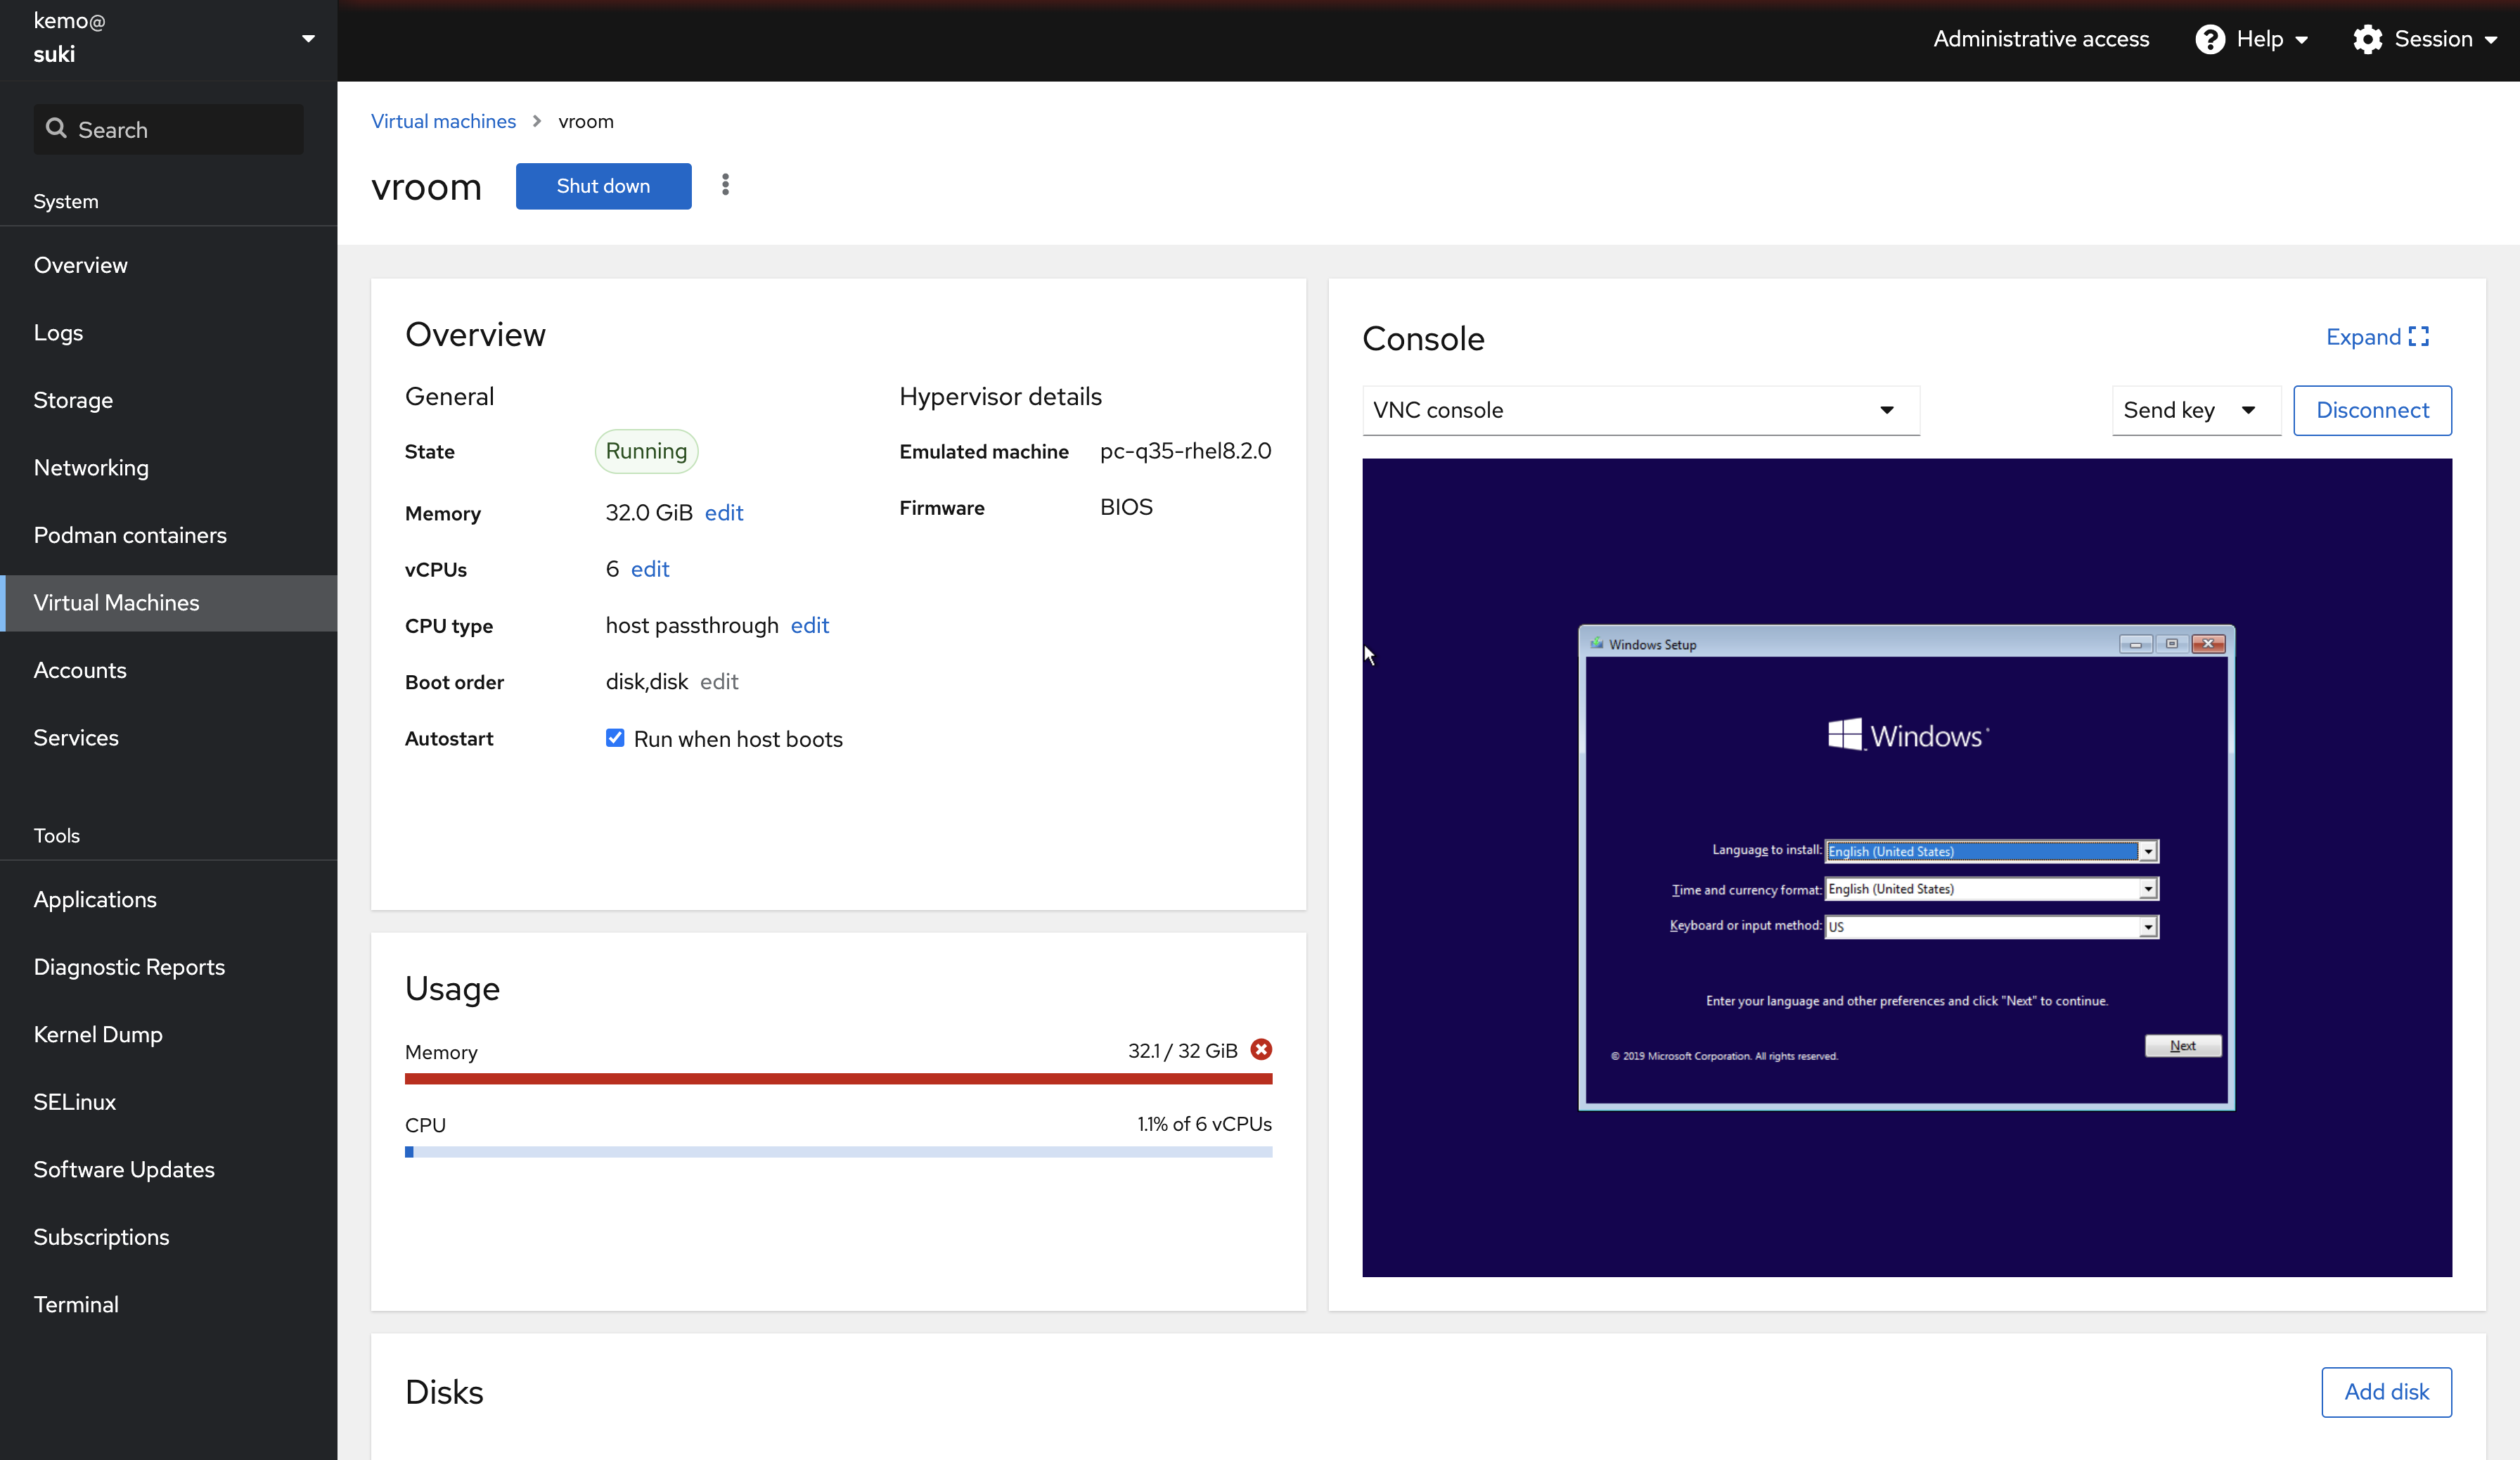 kemo@
suki
Administrative access
Help
Session
Search
System
Overview
Logs
Storage
Networking
Podman containers
Virtual Machines
Accounts
Services
Tools
Applications
Diagnostic Reports
Kernel Dump
SELinux
Software Updates
Subscriptions
Terminal
Virtual machines > vroom
vroom
Shut down
Overview
General
State Running
Memory 32.0 GiB edit
vCPUs 6 edit
CPU type host passthrough edit
Boot order disk,disk edit
Autostart Run when host boots
Hypervisor details
Emulated machine pc-q35-rhel8.2.0
Firmware BIOS
Usage
Memory 32.1 / 32 GiB
CPU 1.1% of 6 vCPUs
Console
Expand
VNC console
Send key
Disconnect
Windows Setup
Windows
Language to install: English (United States)
Time and currency format: English (United States)
Keyboard or input method: US
Enter your language and other preferences and click "Next" to continue.
Next
© 2019 Microsoft Corporation. All rights reserved.
Disks
Add disk